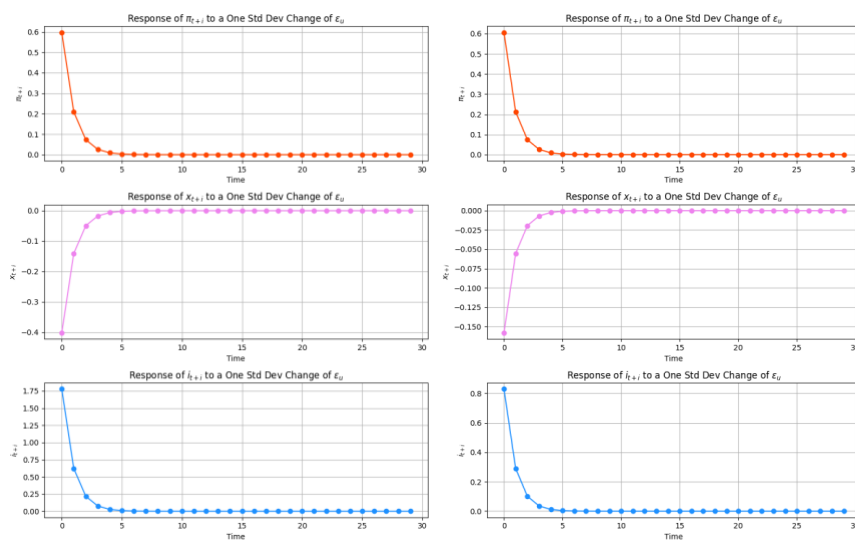 Response of π_{t+i} to a One Std Dev Change of ε_u
0.6
0.5
0.4
0.3
0.2
0.1
0.0
π_{t+i}
0 5 10 15 20 25 30
Time
Response of π_{t+i} to a One Std Dev Change of ε_u
0.6
0.5
0.4
0.3
0.2
0.1
0.0
π_{t+i}
0 5 10 15 20 25 30
Time
Response of x_{t+i} to a One Std Dev Change of ε_u
0.0
−0.1
−0.2
−0.3
−0.4
x_{t+i}
0 5 10 15 20 25 30
Time
Response of x_{t+i} to a One Std Dev Change of ε_u
0.000
−0.025
−0.050
−0.075
−0.100
−0.125
−0.150
x_{t+i}
0 5 10 15 20 25 30
Time
Response of i_{t+i} to a One Std Dev Change of ε_u
1.75
1.50
1.25
1.00
0.75
0.50
0.25
0.00
i_{t+i}
0 5 10 15 20 25 30
Time
Response of i_{t+i} to a One Std Dev Change of ε_u
0.8
0.6
0.4
0.2
0.0
i_{t+i}
0 5 10 15 20 25 30
Time